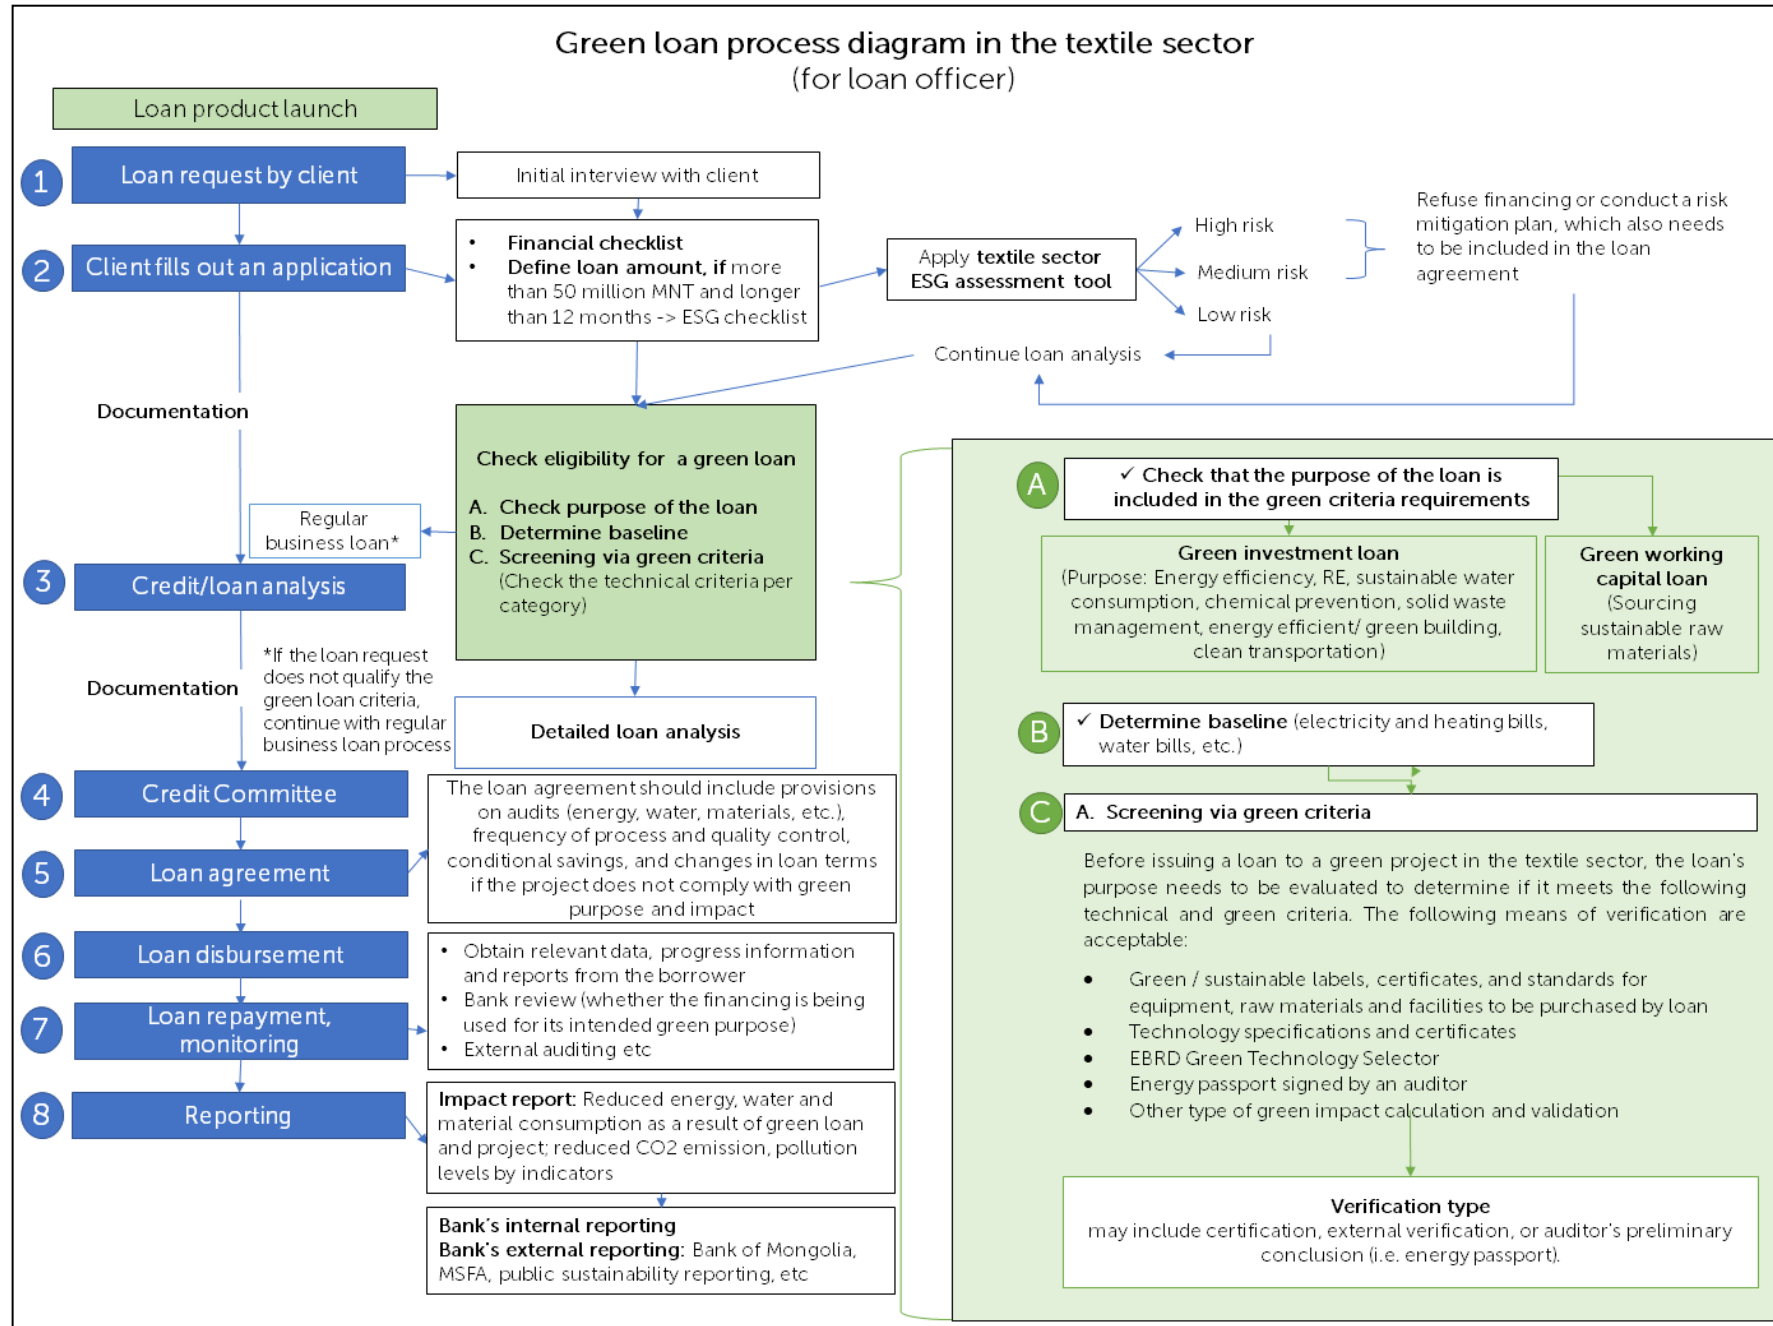 Green loan process diagram in the textile sector
(for loan officer)
Loan product launch
1
Loan request by client
Initial interview with client
2
Client fills out an application
• Financial checklist
• Define loan amount, if more
than 50 million MNT and longer
than 12 months -> ESG checklist
Apply textile sector
ESG assessment tool
High risk
Medium risk
Low risk
Refuse financing or conduct a risk
mitigation plan, which also needs
to be included in the loan
agreement
Continue loan analysis
Documentation
Check eligibility for a green loan
A. Check purpose of the loan
B. Determine baseline
C. Screening via green criteria
(Check the technical criteria per
category)
Regular
business loan*
3
Credit/loan analysis
Documentation
*If the loan request
does not qualify the
green loan criteria,
continue with regular
business loan process
Detailed loan analysis
4
Credit Committee
5
Loan agreement
The loan agreement should include provisions
on audits (energy, water, materials, etc.),
frequency of process and quality control,
conditional savings, and changes in loan terms
if the project does not comply with green
purpose and impact
6
Loan disbursement
7
Loan repayment,
monitoring
• Obtain relevant data, progress information
and reports from the borrower
• Bank review (whether the financing is being
used for its intended green purpose)
• External auditing etc
8
Reporting
Impact report: Reduced energy, water and
material consumption as a result of green loan
and project; reduced CO2 emission, pollution
levels by indicators
Bank's internal reporting
Bank's external reporting: Bank of Mongolia,
MSFA, public sustainability reporting, etc
A
✓ Check that the purpose of the loan is
included in the green criteria requirements
Green investment loan
(Purpose: Energy efficiency, RE, sustainable water
consumption, chemical prevention, solid waste
management, energy efficient/ green building,
clean transportation)
Green working
capital loan
(Sourcing
sustainable raw
materials)
B
✓ Determine baseline (electricity and heating bills,
water bills, etc.)
C
A. Screening via green criteria
Before issuing a loan to a green project in the textile sector, the loan's
purpose needs to be evaluated to determine if it meets the following
technical and green criteria. The following means of verification are
acceptable:
• Green / sustainable labels, certificates, and standards for
equipment, raw materials and facilities to be purchased by loan
• Technology specifications and certificates
• EBRD Green Technology Selector
• Energy passport signed by an auditor
• Other type of green impact calculation and validation
Verification type
may include certification, external verification, or auditor's preliminary
conclusion (i.e. energy passport).